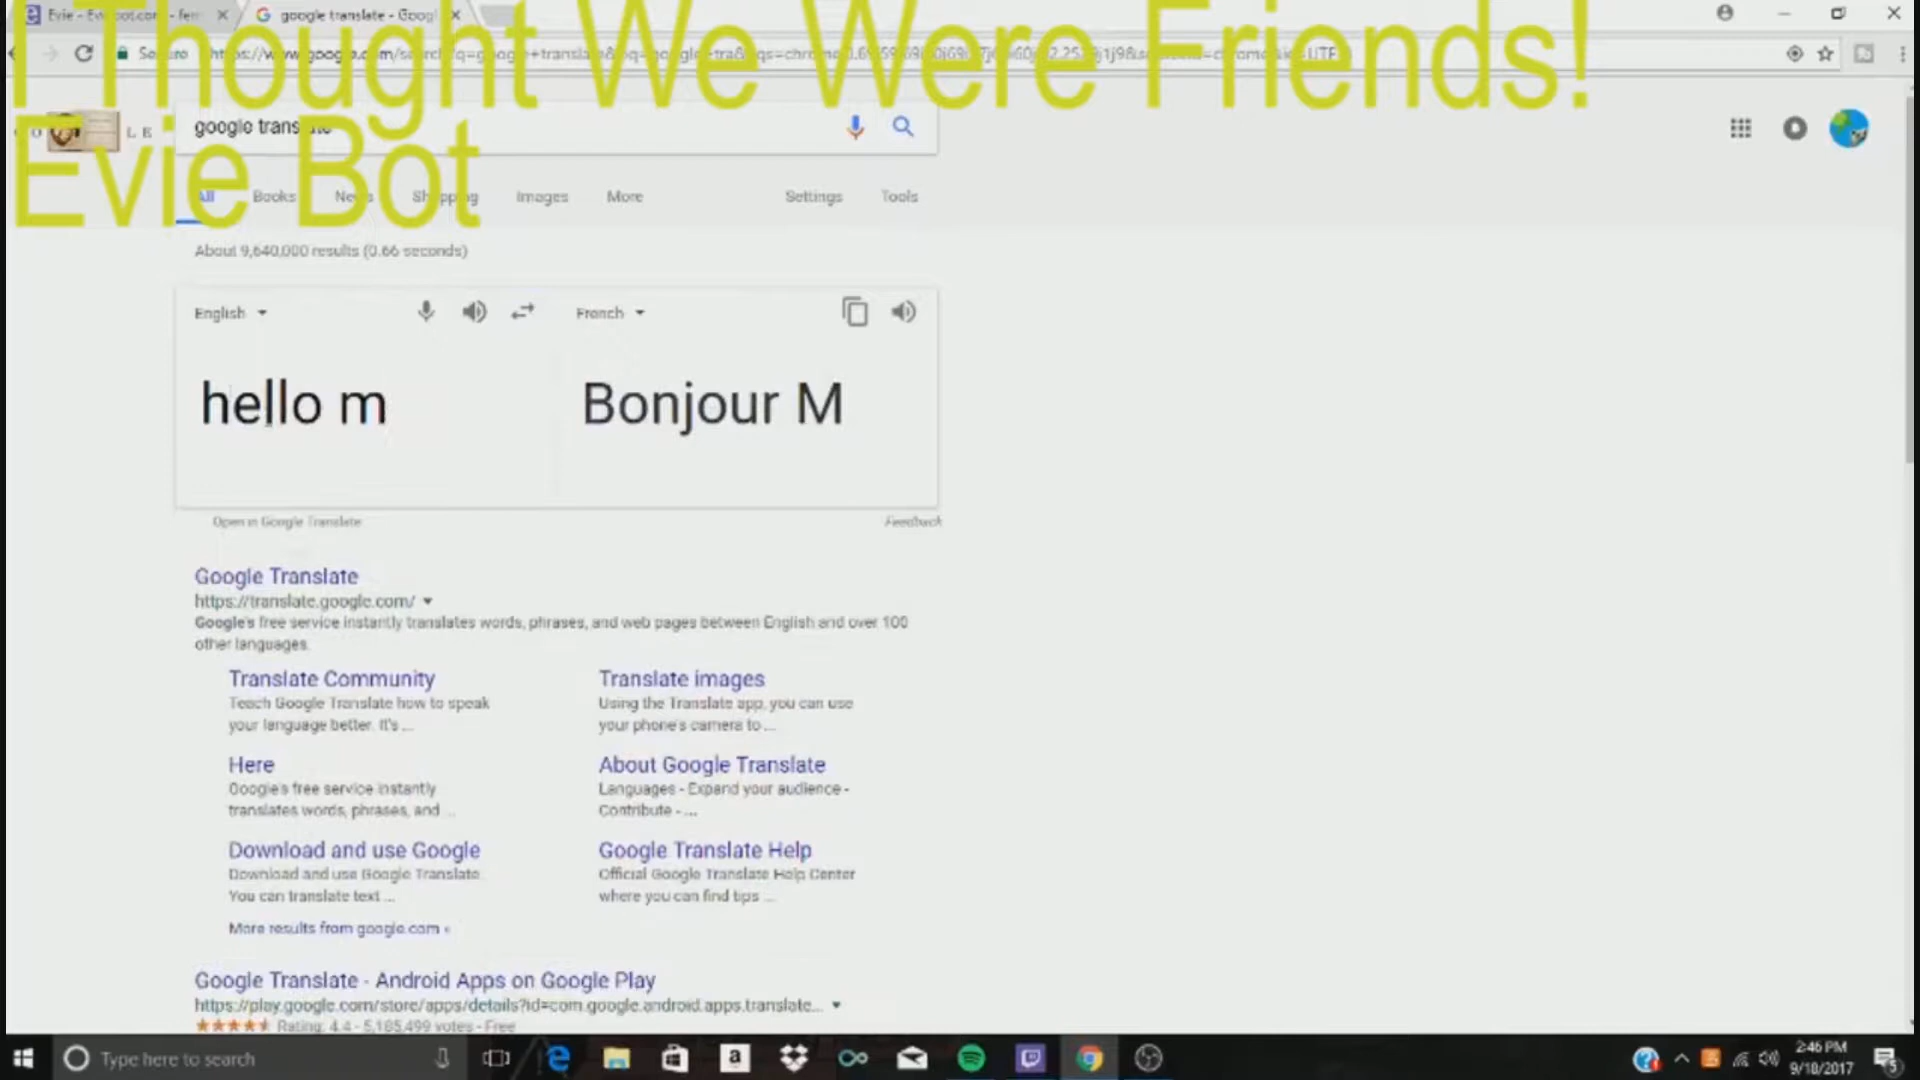 I Thought We Were Friends!
Evie Bot
google translate - Googl
Secure
google translate
All Books News Shopping Images More Settings Tools
About 9,640,000 results (0.66 seconds)
English French
hello m Bonjour M
Open in Google Translate Feedback
Google Translate
https://translate.google.com/
Google's free service instantly translates words, phrases, and web pages between English and over 100
other languages.
Translate Community
Teach Google Translate how to speak
your language better. It's ...
Translate images
Using the Translate app, you can use
your phone's camera to ...
Here
Google's free service instantly
translates words, phrases, and ...
About Google Translate
Languages - Expand your audience -
Contribute - ...
Download and use Google
Download and use Google Translate.
You can translate text ...
Google Translate Help
Official Google Translate Help Center
where you can find tips ...
More results from google.com »
Google Translate - Android Apps on Google Play
https://play.google.com/store/apps/details?id=com.google.android.apps.translate...
Rating: 4.4 - 5,185,499 votes - Free
Type here to search
2:46 PM
9/18/2017